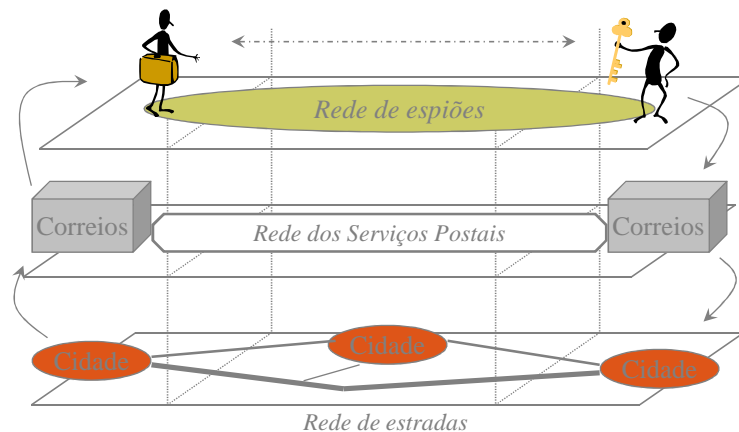 Rede de espiões
Correios
Rede dos Serviços Postais
Correios
Cidade
Cidade
Cidade
Rede de estradas